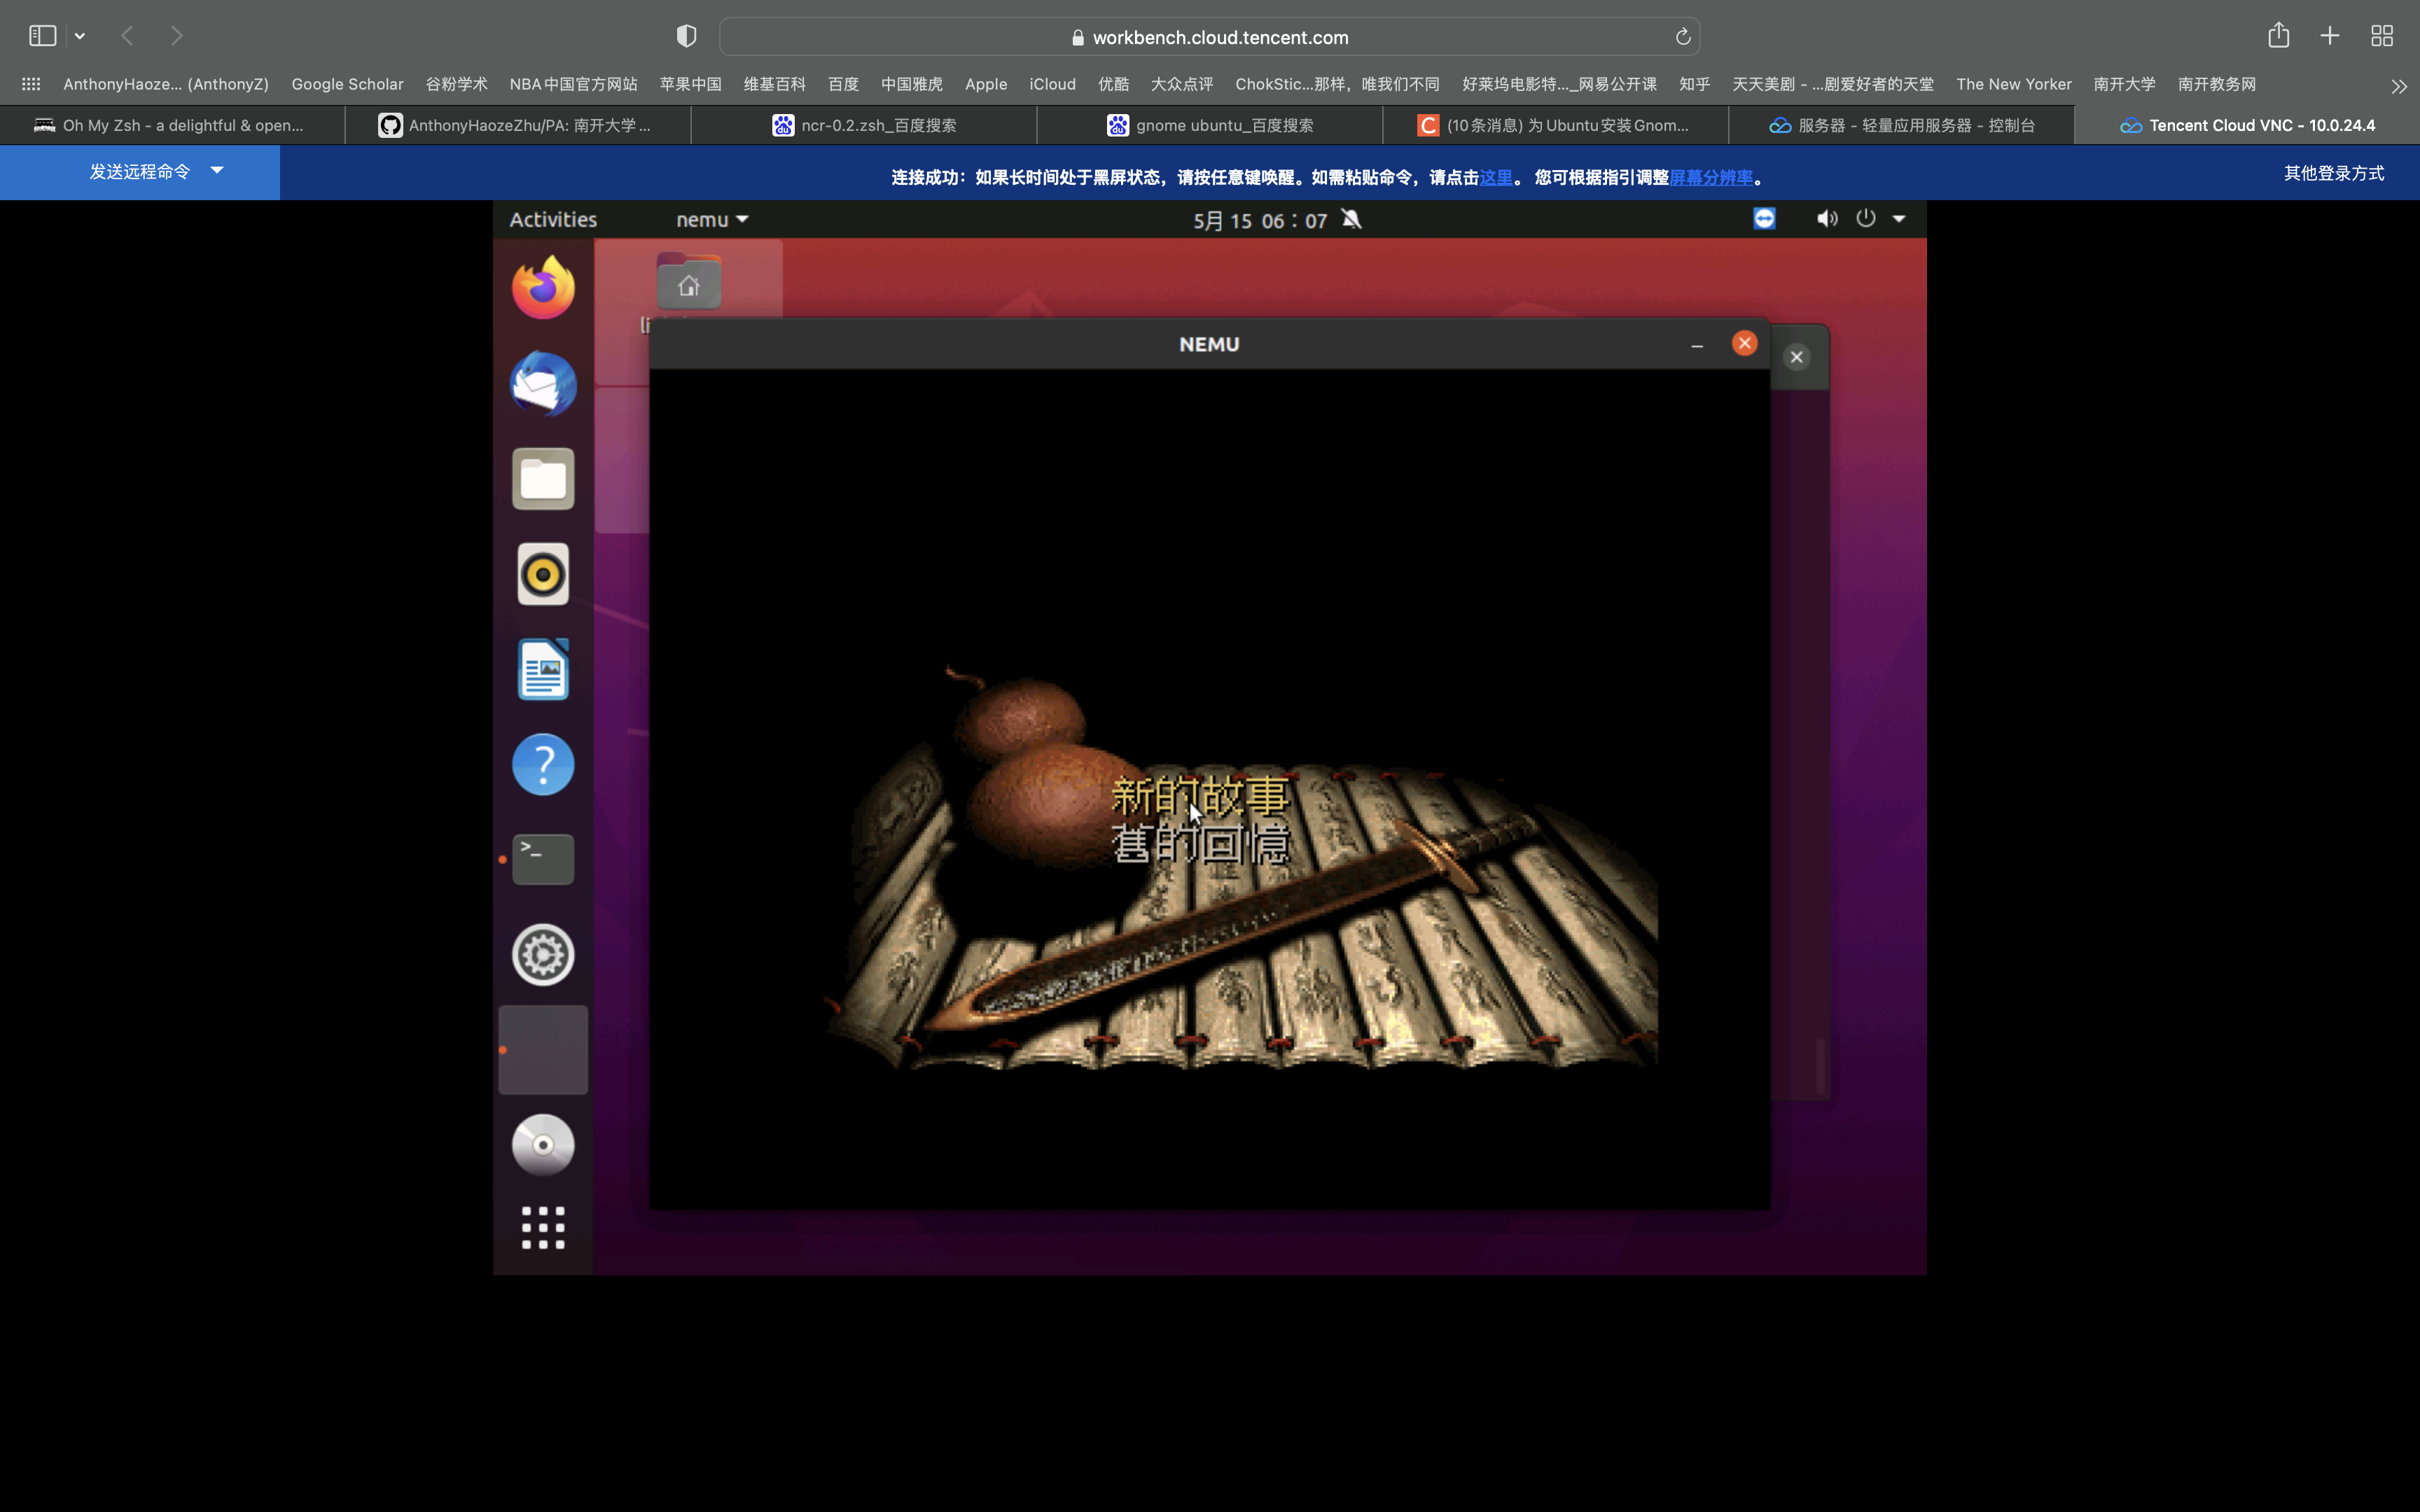 workbench.cloud.tencent.com
AnthonyHaoze... (AnthonyZ) Google Scholar 谷粉学术 NBA中国官方网站 苹果中国 维基百科 百度 中国雅虎 Apple iCloud 优酷 大众点评 ChokStic...那样，唯我们不同 好莱坞电影特..._网易公开课 知乎 天天美剧 - ...剧爱好者的天堂 The New Yorker 南开大学 南开教务网
Oh My Zsh - a delightful & open... AnthonyHaozeZhu/PA: 南开大学 ... ncr-0.2.zsh_百度搜索 gnome ubuntu_百度搜索 (10条消息) 为Ubuntu安装Gnom... 服务器 - 轻量应用服务器 - 控制台 Tencent Cloud VNC - 10.0.24.4
发送远程命令 连接成功：如果长时间处于黑屏状态，请按任意键唤醒。如需粘贴命令，请点击这里。 您可根据指引调整屏幕分辨率。 其他登录方式
Activities nemu 5月 15 06：07
NEMU
新的故事
舊的回憶